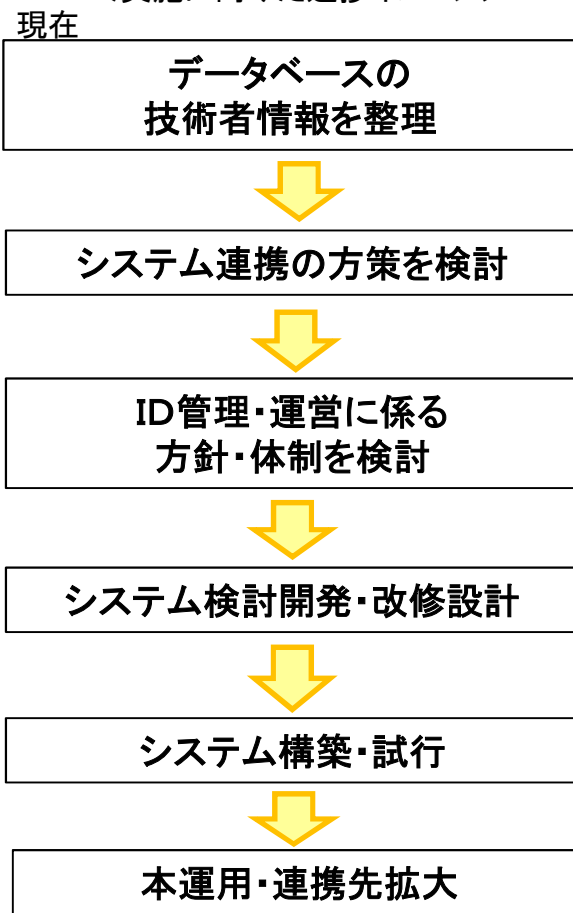 現在
データベースの
技術者情報を整理
システム連携の方策を検討
ID管理・運営に係る
方針・体制を検討
システム検討開発・改修設計
システム構築・試行
本運用・連携先拡大